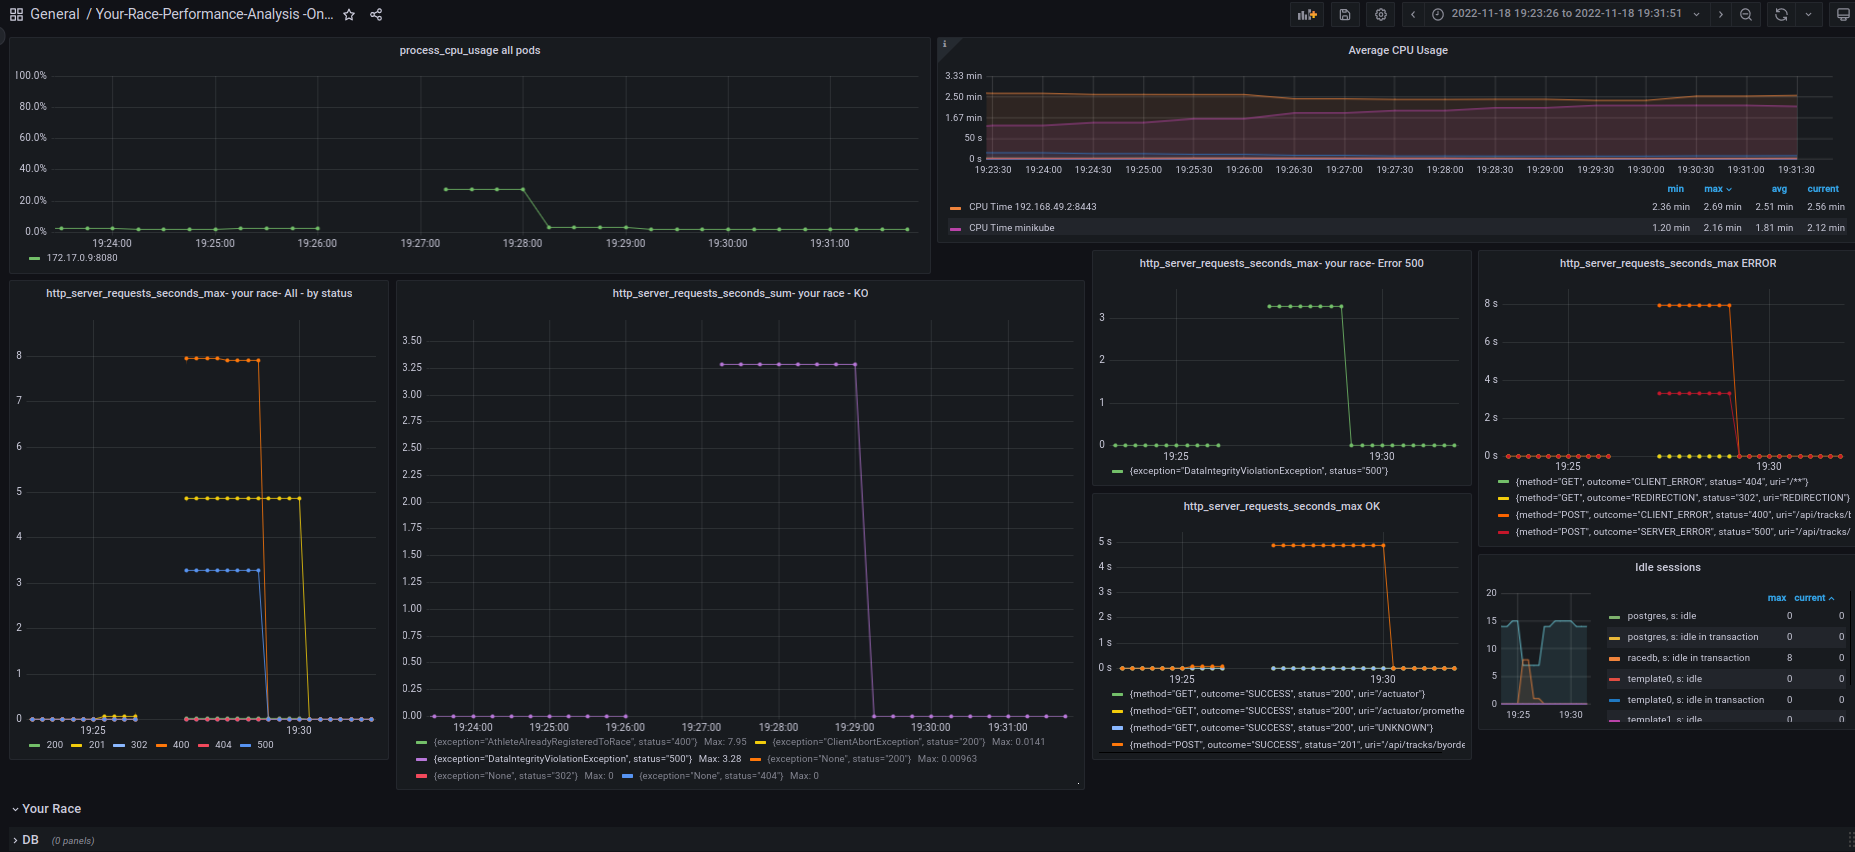 General / Your-Race-Performance-Analysis -On...
2022-11-18 19:23:26 to 2022-11-18 19:31:51
process_cpu_usage all pods
100.0%
80.0%
60.0%
40.0%
20.0%
0.0%
19:24:00 19:25:00 19:26:00 19:27:00 19:28:00 19:29:00 19:30:00 19:31:00
172.17.0.9:8080
i
Average CPU Usage
3.33 min
2.50 min
1.67 min
50 s
0 s
19:23:30 19:24:00 19:24:30 19:25:00 19:25:30 19:26:00 19:26:30 19:27:00 19:27:30 19:28:00 19:28:30 19:29:00 19:29:30 19:30:00 19:30:30 19:31:00 19:31:30
min max avg current
CPU Time 192.168.49.2:8443 2.36 min 2.69 min 2.51 min 2.56 min
CPU Time minikube 1.20 min 2.16 min 1.81 min 2.12 min
http_server_requests_seconds_max- your race- All - by status
8
7
6
5
4
3
2
1
0
19:25 19:30
200 201 302 400 404 500
http_server_requests_seconds_sum- your race - KO
3.50
3.25
3.00
2.75
2.50
2.25
2.00
1.75
1.50
1.25
1.00
0.75
0.50
0.25
0.00
19:24:00 19:25:00 19:26:00 19:27:00 19:28:00 19:29:00 19:30:00 19:31:00
{exception="AthleteAlreadyRegisteredToRace", status="400"} Max: 7.95 {exception="ClientAbortException", status="200"} Max: 0.0141
{exception="DataIntegrityViolationException", status="500"} Max: 3.28 {exception="None", status="200"} Max: 0.00963
{exception="None", status="302"} Max: 0 {exception="None", status="404"} Max: 0
http_server_requests_seconds_max- your race- Error 500
3
2
1
0
19:25 19:30
{exception="DataIntegrityViolationException", status="500"}
http_server_requests_seconds_max OK
5 s
4 s
3 s
2 s
1 s
0 s
19:25 19:30
{method="GET", outcome="SUCCESS", status="200", uri="/actuator"}
{method="GET", outcome="SUCCESS", status="200", uri="/actuator/promethe
{method="GET", outcome="SUCCESS", status="200", uri="UNKNOWN"}
{method="POST", outcome="SUCCESS", status="201", uri="/api/tracks/byorde
http_server_requests_seconds_max ERROR
8 s
6 s
4 s
2 s
0 s
19:25 19:30
{method="GET", outcome="CLIENT_ERROR", status="404", uri="/**"}
{method="GET", outcome="REDIRECTION", status="302", uri="REDIRECTION"}
{method="POST", outcome="CLIENT_ERROR", status="400", uri="/api/tracks/b
{method="POST", outcome="SERVER_ERROR", status="500", uri="/api/tracks/
Idle sessions
20
15
10
5
0
19:25 19:30
max current
postgres, s: idle 0 0
postgres, s: idle in transaction 0 0
racedb, s: idle in transaction 8 0
template0, s: idle 0 0
template0, s: idle in transaction 0 0
template1, s: idle 0 0
Your Race
DB (0 panels)